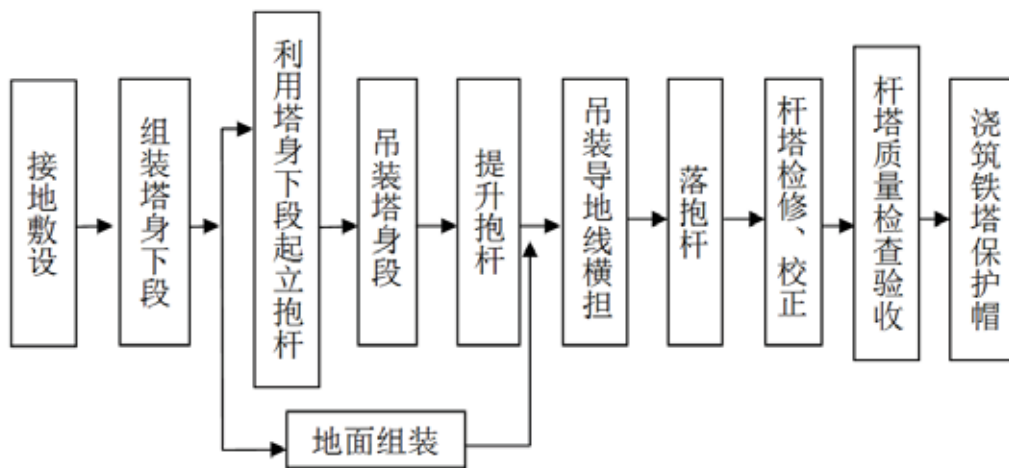 接地敷设
组装塔身下段
利用塔身下段起立抱杆
吊装塔身段
提升抱杆
吊装导地线横担
落抱杆
杆塔检修、校正
杆塔质量检查验收
浇筑铁塔保护帽
地面组装